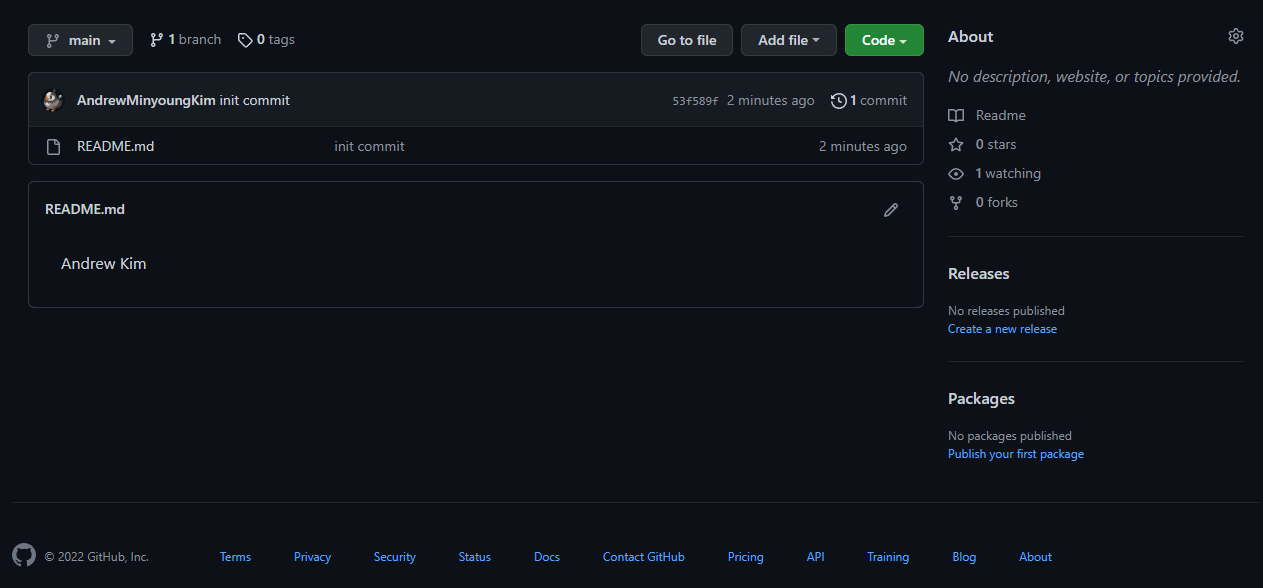 main 1 branch 0 tags Go to file Add file Code
AndrewMinyoungKim init commit 53f589f 2 minutes ago 1 commit
README.md init commit 2 minutes ago
README.md
Andrew Kim
About
No description, website, or topics provided.
Readme
0 stars
1 watching
0 forks
Releases
No releases published
Create a new release
Packages
No packages published
Publish your first package
© 2022 GitHub, Inc. Terms Privacy Security Status Docs Contact GitHub Pricing API Training Blog About